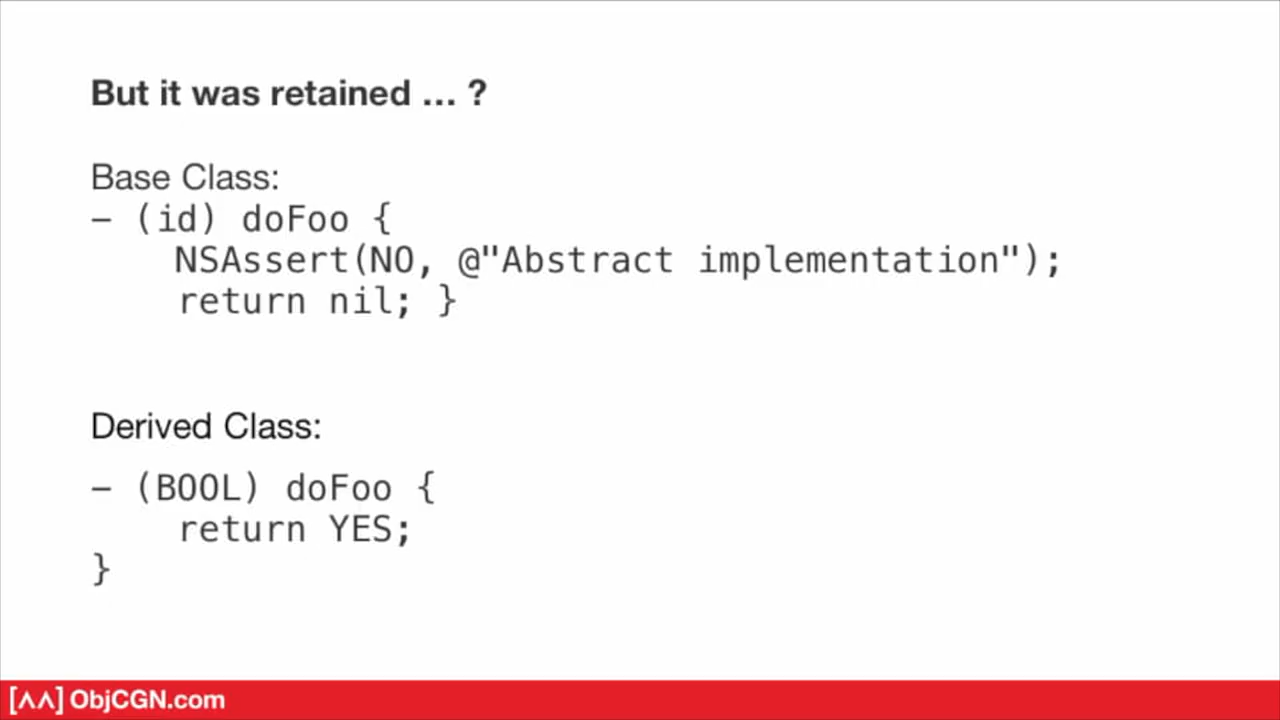 But it was retained ... ?
Base Class:
– (id) doFoo {
NSAssert(NO, @"Abstract implementation");
return nil; }
Derived Class:
– (BOOL) doFoo {
return YES;
}
[ʌʌ] ObjCGN.com